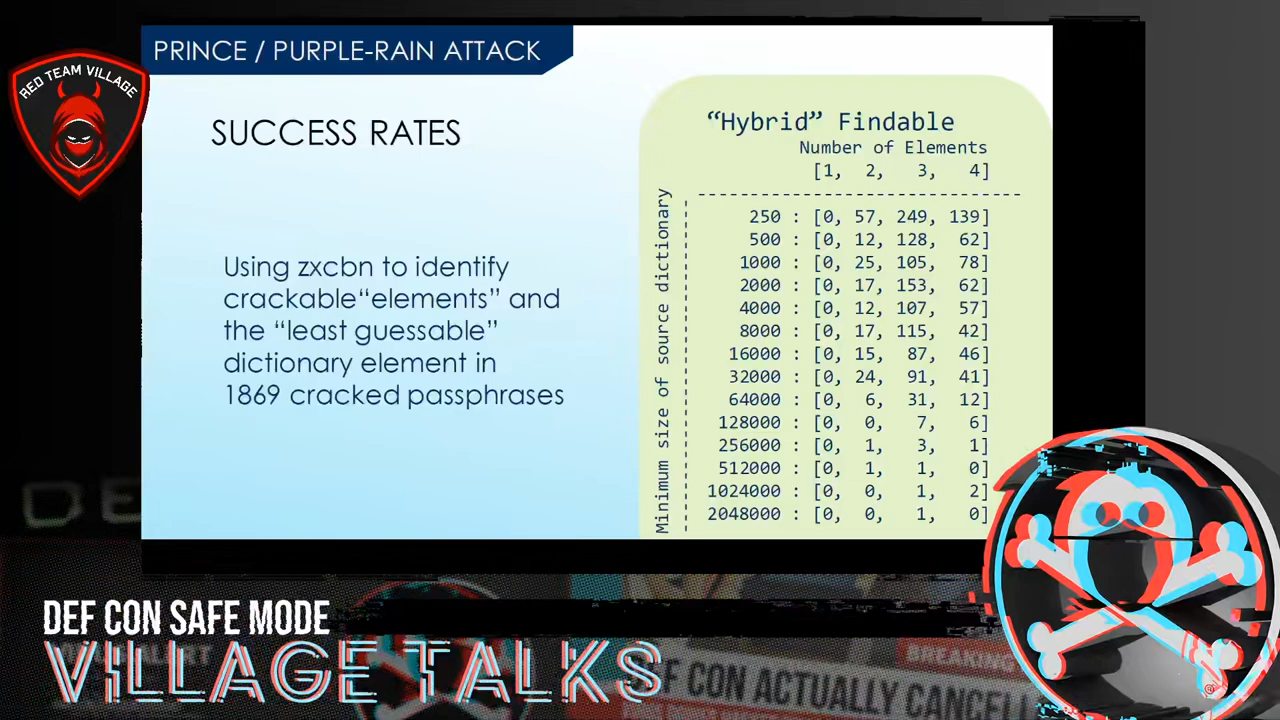 PRINCE / PURPLE-RAIN ATTACK
RED TEAM VILLAGE
SUCCESS RATES
Using zxcbn to identify
crackable“elements” and
the “least guessable”
dictionary element in
1869 cracked passphrases
“Hybrid” Findable
Number of Elements
[1, 2, 3, 4]
Minimum size of source dictionary
250 : [0, 57, 249, 139]
500 : [0, 12, 128, 62]
1000 : [0, 25, 105, 78]
2000 : [0, 17, 153, 62]
4000 : [0, 12, 107, 57]
8000 : [0, 17, 115, 42]
16000 : [0, 15, 87, 46]
32000 : [0, 24, 91, 41]
64000 : [0, 6, 31, 12]
128000 : [0, 0, 7, 6]
256000 : [0, 1, 3, 1]
512000 : [0, 1, 1, 0]
1024000 : [0, 0, 1, 2]
2048000 : [0, 0, 1, 0]
DEF CON SAFE MODE
VILLAGE TALKS
BREAKING
DEF CON ACTUALLY CANCELL